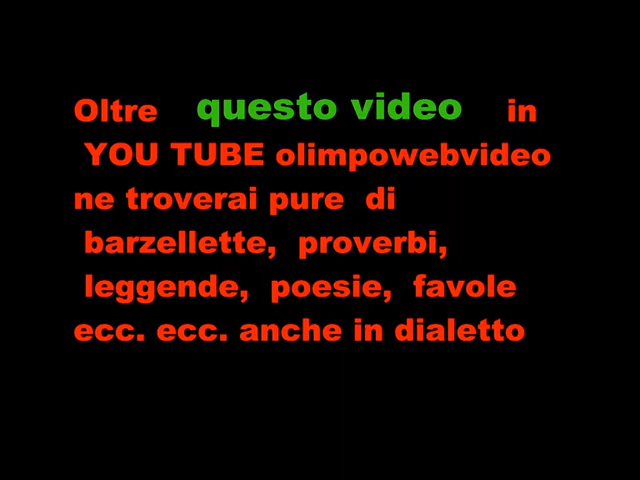 Oltre questo video in
YOU TUBE olimpowebvideo
ne troverai pure di
barzellette, proverbi,
leggende, poesie, favole
ecc. ecc. anche in dialetto